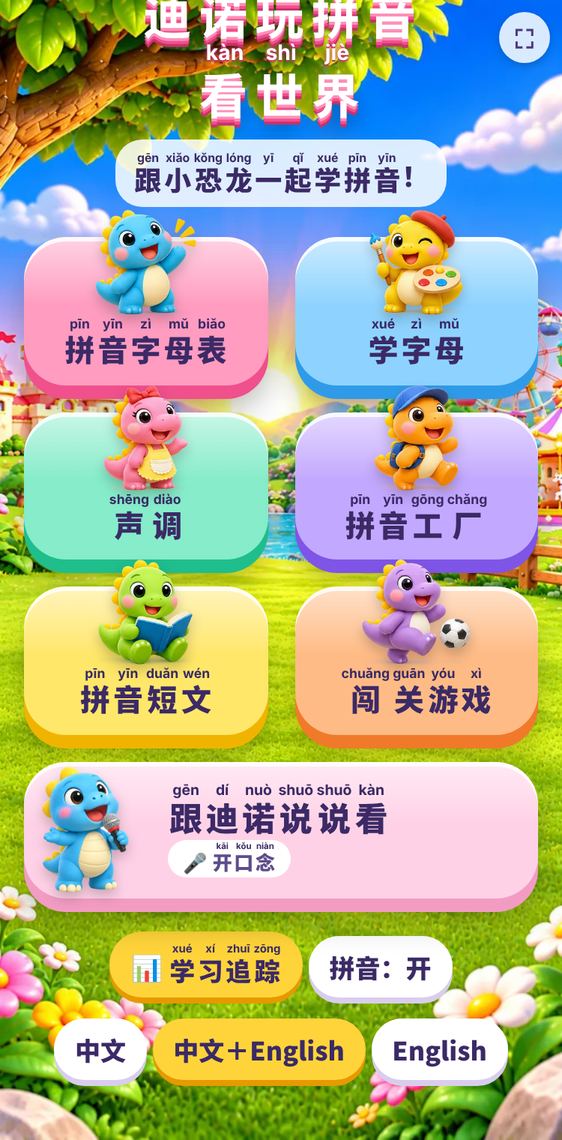 迪诺玩拼音
kàn shì jiè
看世界
gēn xiǎo kǒng lóng yī qǐ xué pīn yīn
跟小恐龙一起学拼音!
pīn yīn zì mǔ biǎo
拼音字母表
xué zì mǔ
学字母
shēng diào
声调
pīn yīn gōng chǎng
拼音工厂
pīn yīn duǎn wén
拼音短文
chuǎng guān yóu xì
闯关游戏
gēn dí nuò shuō shuō kàn
跟迪诺说说看
kāi kǒu niàn
开口念
xué xí zhuī zōng
学习追踪
拼音：开
中文
中文＋English
English